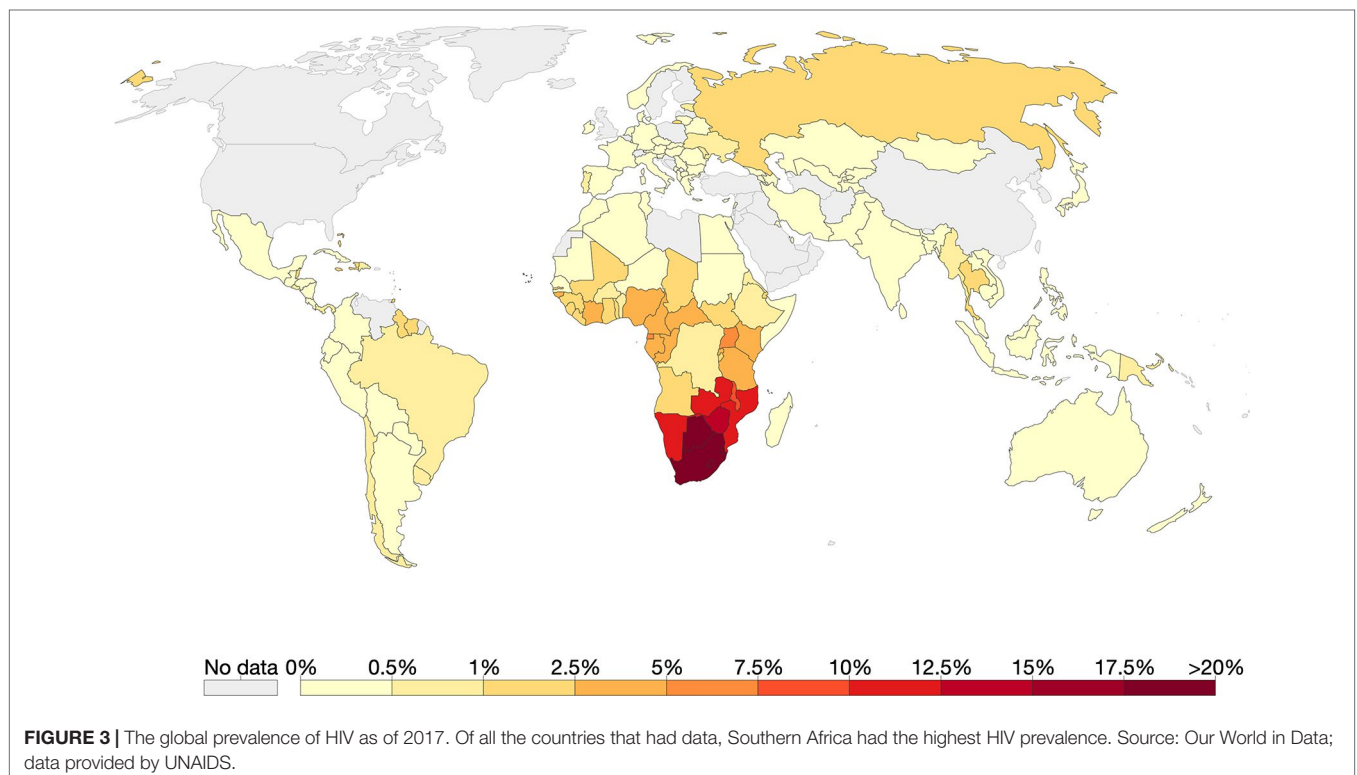 No data 0% 0.5% 1% 2.5% 5% 7.5% 10% 12.5% 15% 17.5% >20%
FIGURE 3 | The global prevalence of HIV as of 2017. Of all the countries that had data, Southern Africa had the highest HIV prevalence. Source: Our World in Data;
data provided by UNAIDS.